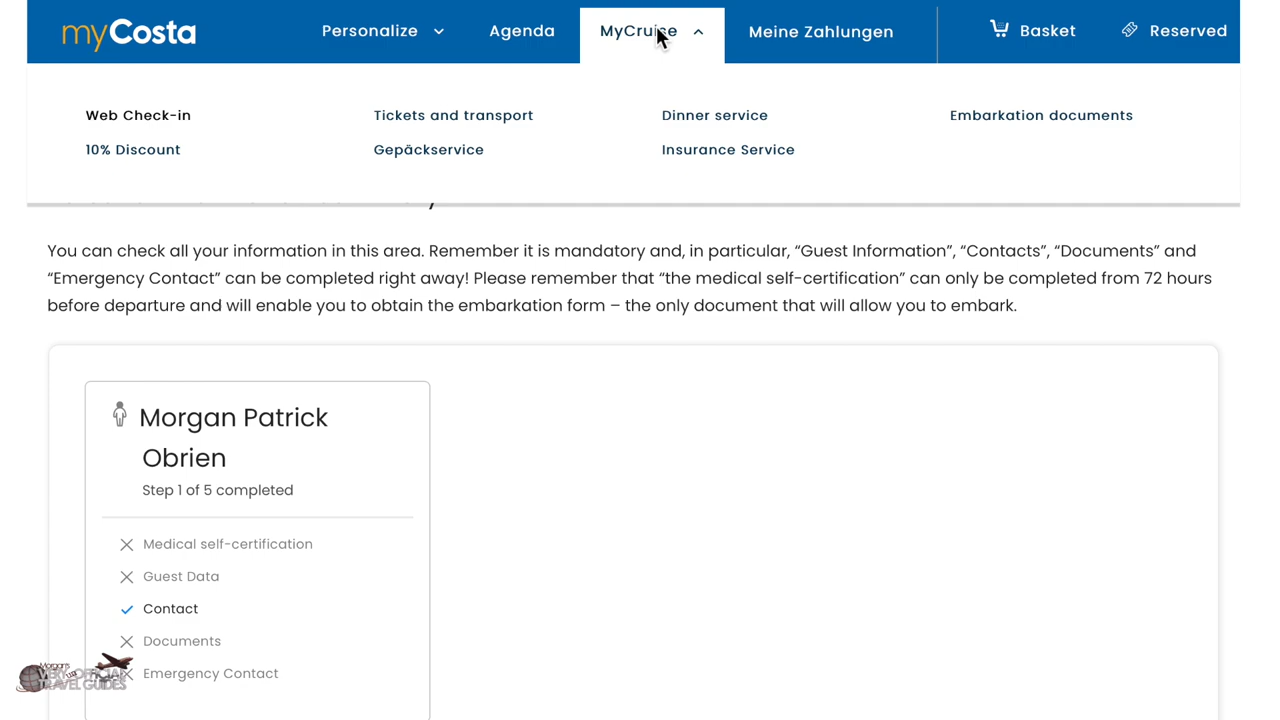 myCosta
Personalize
Agenda
MyCruise
Meine Zahlungen
Basket
Reserved
Web Check-in
Tickets and transport
Dinner service
Embarkation documents
10% Discount
Gepäckservice
Insurance Service
You can check all your information in this area. Remember it is mandatory and, in particular, “Guest Information”, “Contacts”, “Documents” and
“Emergency Contact” can be completed right away! Please remember that “the medical self-certification” can only be completed from 72 hours
before departure and will enable you to obtain the embarkation form – the only document that will allow you to embark.
Morgan Patrick
Obrien
Step 1 of 5 completed
Medical self-certification
Guest Data
Contact
Documents
Emergency Contact
Morgan's
VERY OFFICIAL
TRAVEL GUIDES